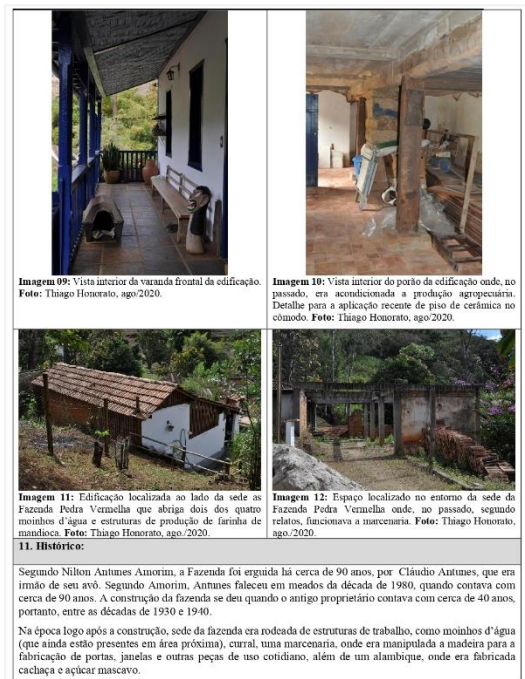 Imagem 09: Vista interior da varanda frontal da edificação.
Foto: Thiago Honorato, ago/2020.
Imagem 10: Vista interior do porão da edificação onde, no
passado, era acondicionada a produção agropecuária.
Detalhe para a aplicação recente de piso de cerâmica no
cômodo. Foto: Thiago Honorato, ago/2020.
Imagem 11: Edificação localizada ao lado da sede as
Fazenda Pedra Vermelha que abriga dois dos quatro
moinhos d’água e estruturas de produção de farinha de
mandioca. Foto: Thiago Honorato, ago./2020.
Imagem 12: Espaço localizado no entorno da sede da
Fazenda Pedra Vermelha onde, no passado, segundo
relatos, funcionava a marcenaria. Foto: Thiago Honorato,
ago./2020.
11. Histórico:
Segundo Nilton Antunes Amorim, a Fazenda foi erguida há cerca de 90 anos, por Cláudio Antunes, que era
irmão de seu avô. Segundo Amorim, Antunes faleceu em meados da década de 1980, quando contava com
cerca de 90 anos. A construção da fazenda se deu quando o antigo proprietário contava com cerca de 40 anos,
portanto, entre as décadas de 1930 e 1940.
Na época logo após a construção, sede da fazenda era rodeada de estruturas de trabalho, como moinhos d’água
(que ainda estão presentes em área próxima), curral, uma marcenaria, onde era manipulada a madeira para a
fabricação de portas, janelas e outras peças de uso cotidiano, além de um alambique, onde era fabricada
cachaça e açúcar mascavo.